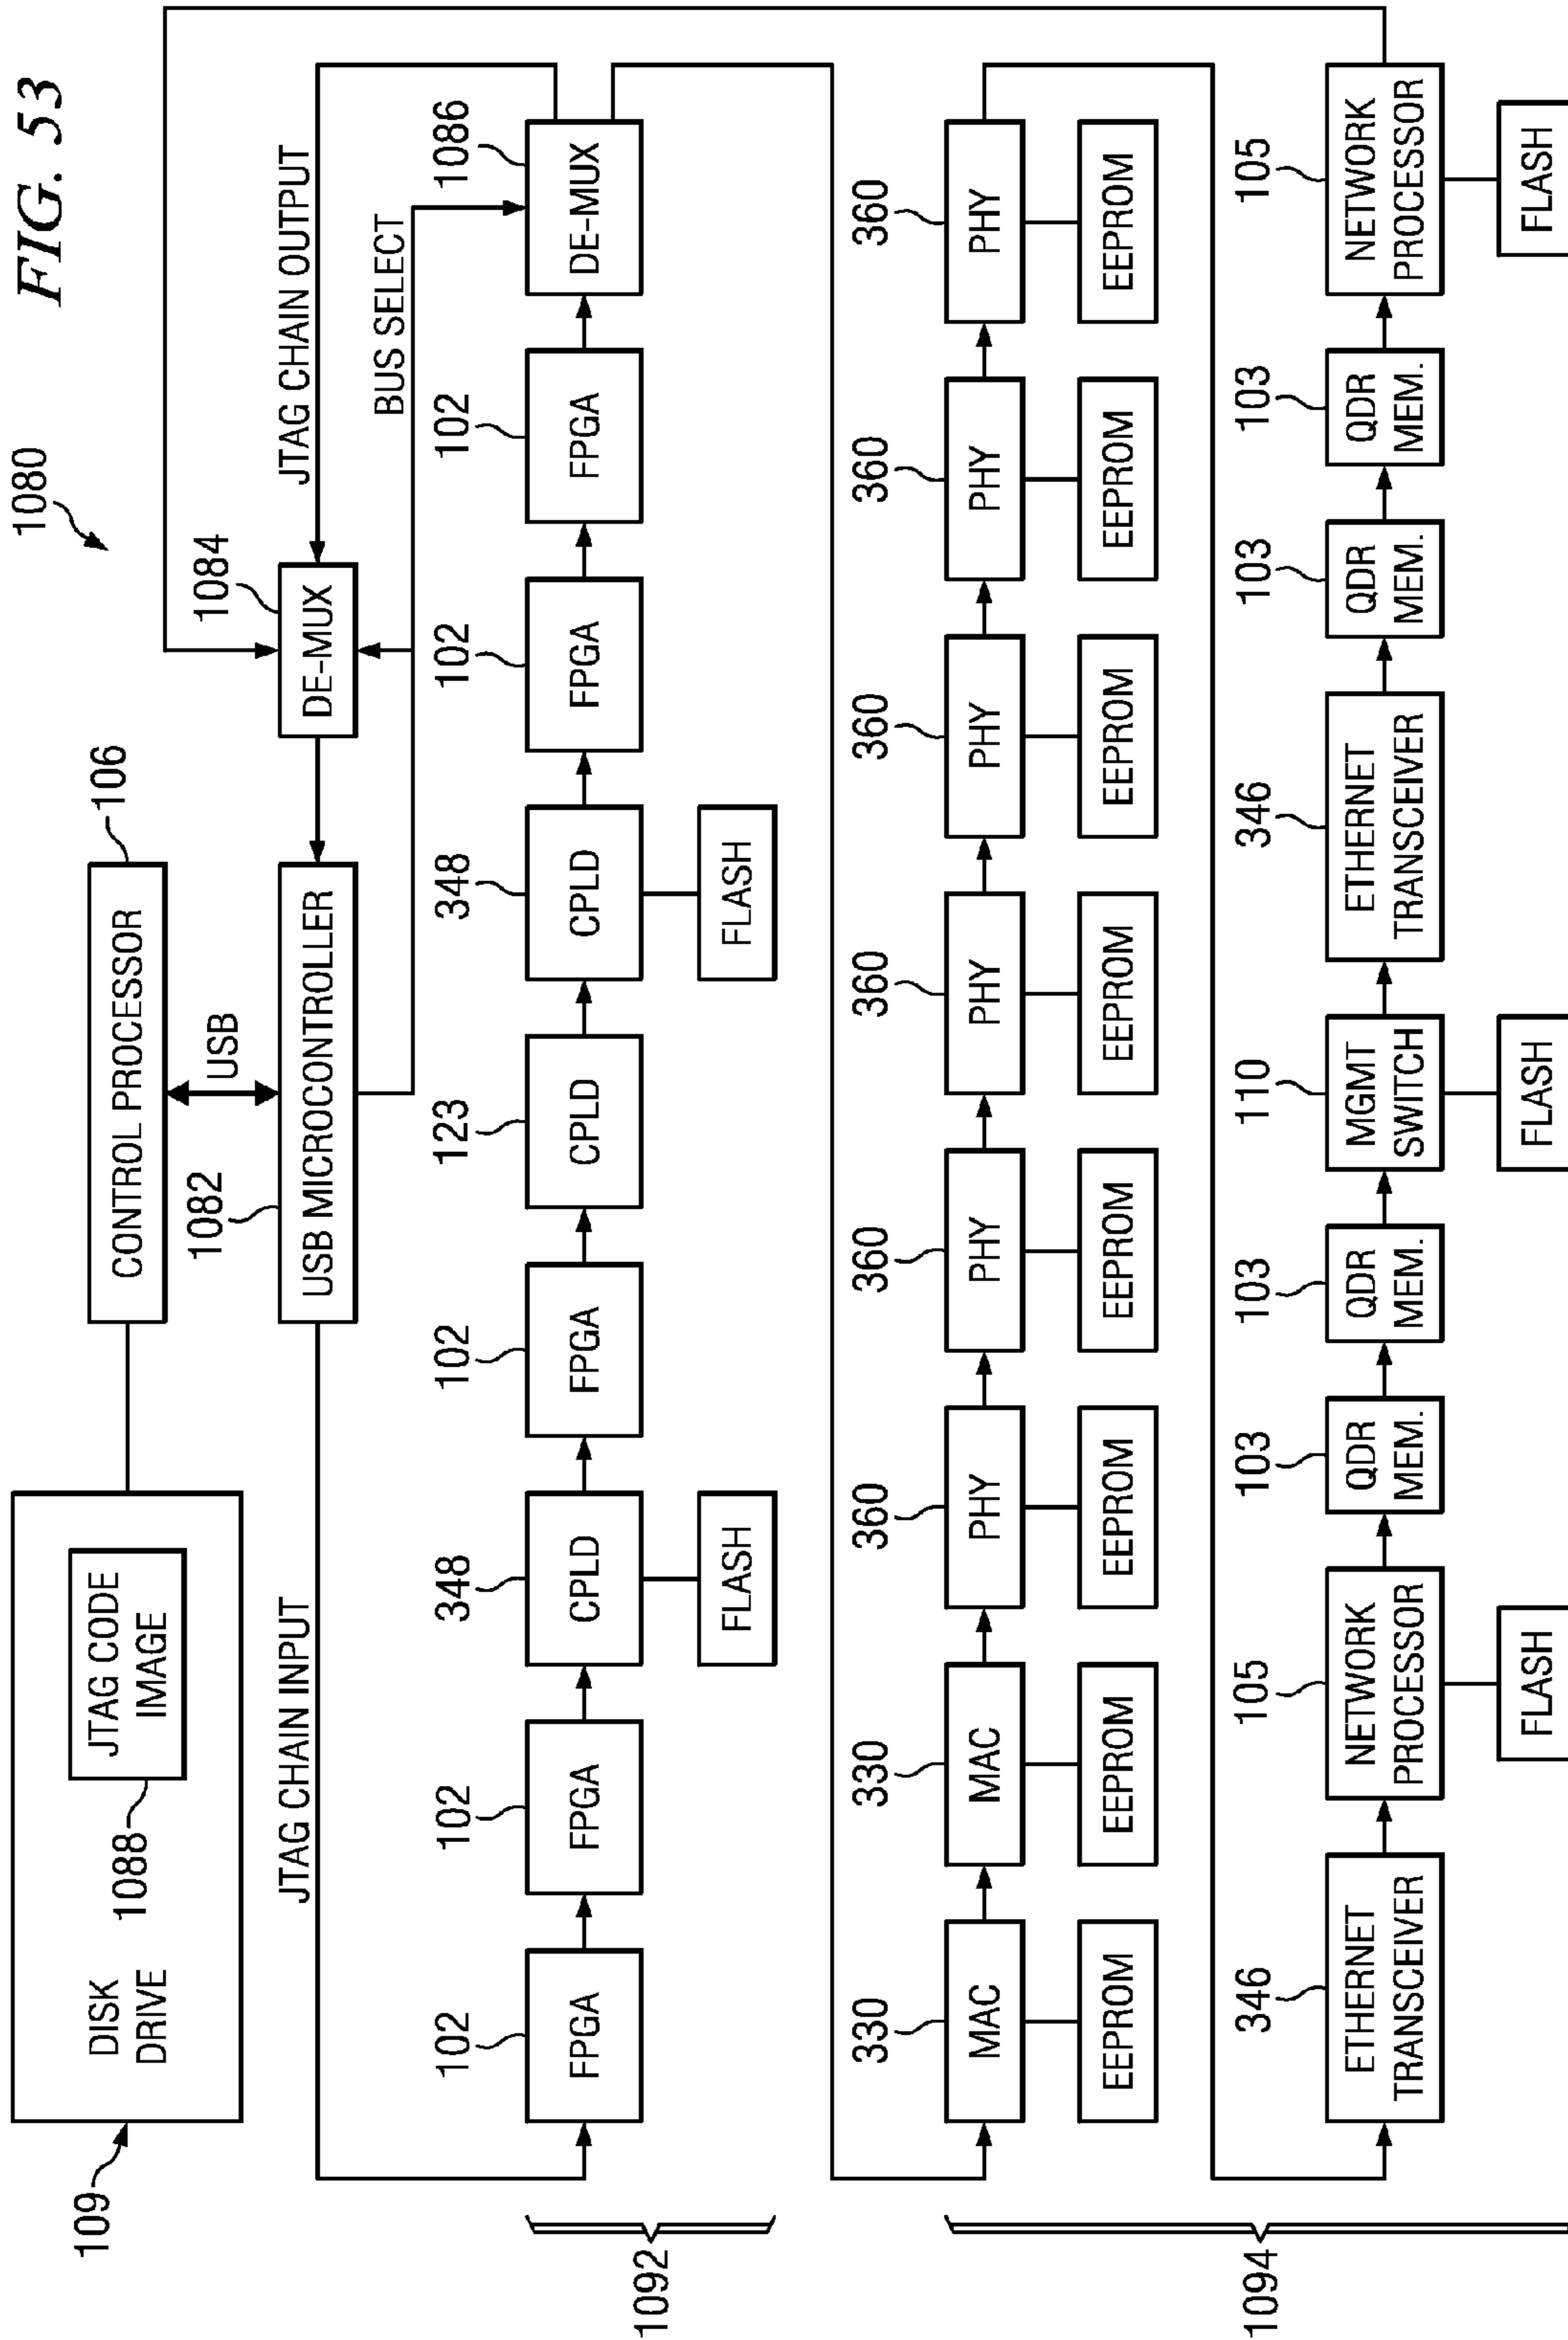 FIG. 53
1080
109
DISK
DRIVE
JTAG CODE
IMAGE
1088
CONTROL PROCESSOR
106
USB
1082
USB MICROCONTROLLER
DE-MUX
1084
JTAG CHAIN INPUT
JTAG CHAIN OUTPUT
BUS SELECT
1092
102
FPGA
102
FPGA
348
CPLD
FLASH
102
FPGA
123
CPLD
348
CPLD
FLASH
102
FPGA
102
FPGA
1086
DE-MUX
1094
330
MAC
EEPROM
330
MAC
EEPROM
360
PHY
EEPROM
360
PHY
EEPROM
360
PHY
EEPROM
360
PHY
EEPROM
360
PHY
EEPROM
360
PHY
EEPROM
346
ETHERNET
TRANSCEIVER
105
NETWORK
PROCESSOR
FLASH
103
QDR
MEM.
103
QDR
MEM.
110
MGMT
SWITCH
FLASH
346
ETHERNET
TRANSCEIVER
103
QDR
MEM.
103
QDR
MEM.
105
NETWORK
PROCESSOR
FLASH